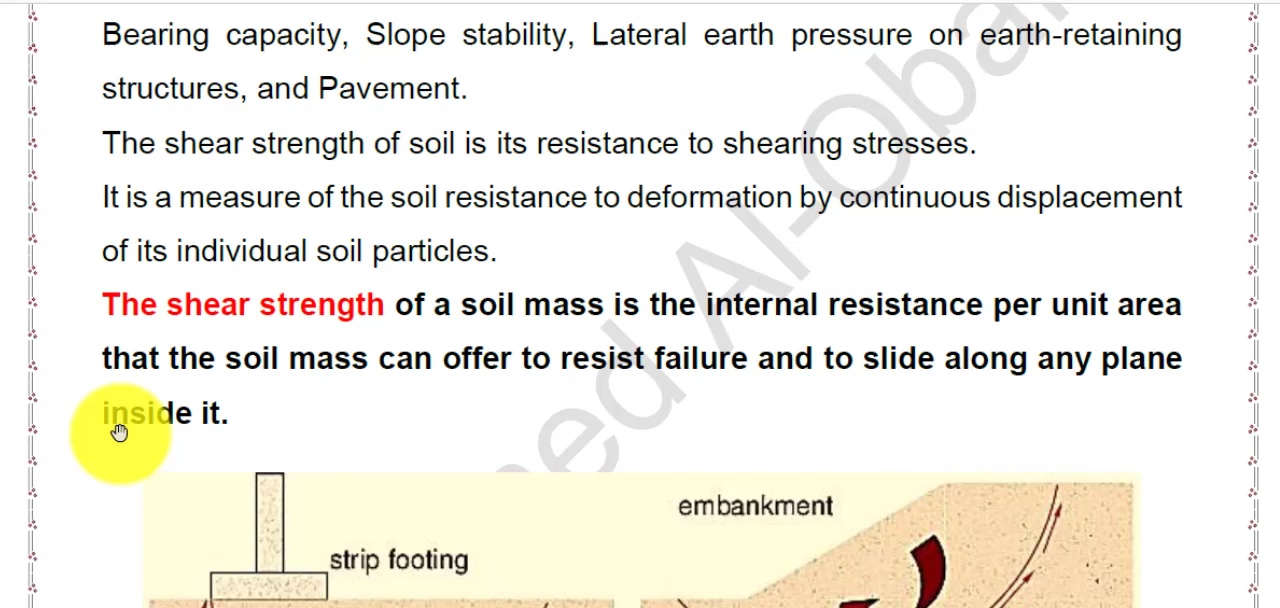 Bearing capacity, Slope stability, Lateral earth pressure on earth-retaining
structures, and Pavement.
The shear strength of soil is its resistance to shearing stresses.
It is a measure of the soil resistance to deformation by continuous displacement
of its individual soil particles.
The shear strength of a soil mass is the internal resistance per unit area
that the soil mass can offer to resist failure and to slide along any plane
inside it.
embankment
strip footing